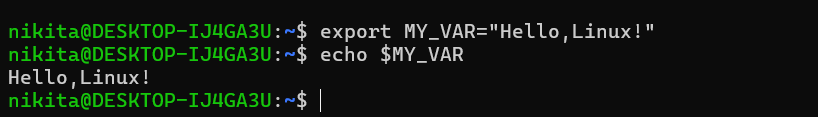 nikita@DESKTOP-IJ4GA3U:~$ export MY_VAR="Hello,Linux!"
nikita@DESKTOP-IJ4GA3U:~$ echo $MY_VAR
Hello,Linux!
nikita@DESKTOP-IJ4GA3U:~$